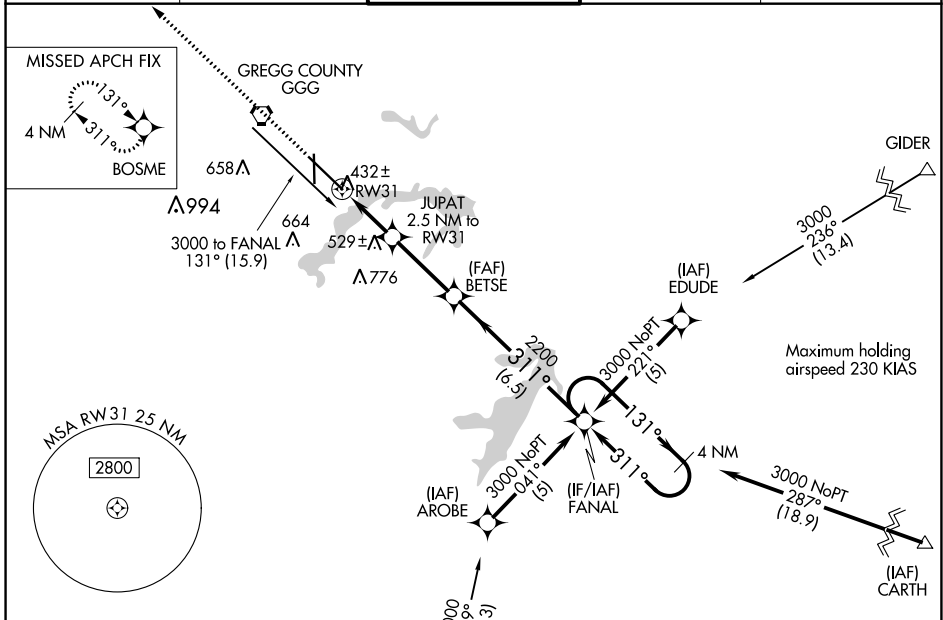 MISSED APCH FIX
131°
4 NM
311°
BOSME
GREGG COUNTY
GGG
658
994
664
3000 to FANAL
131° (15.9)
432±
RW31
JUPAT
2.5 NM to
RW31
529±
776
(FAF)
BETSE
GIDER
3000
236°
(13.4)
(IAF)
EDUDE
3000 NoPT
221°
(5)
Maximum holding
airspeed 230 KIAS
2200
311°
(6.5)
131°
4 NM
311°
(IF/IAF)
FANAL
3000 NoPT
041°
(5)
(IAF)
AROBE
3000 NoPT
287°
(18.9)
(IAF)
CARTH
MSA RW31 25 NM
2800